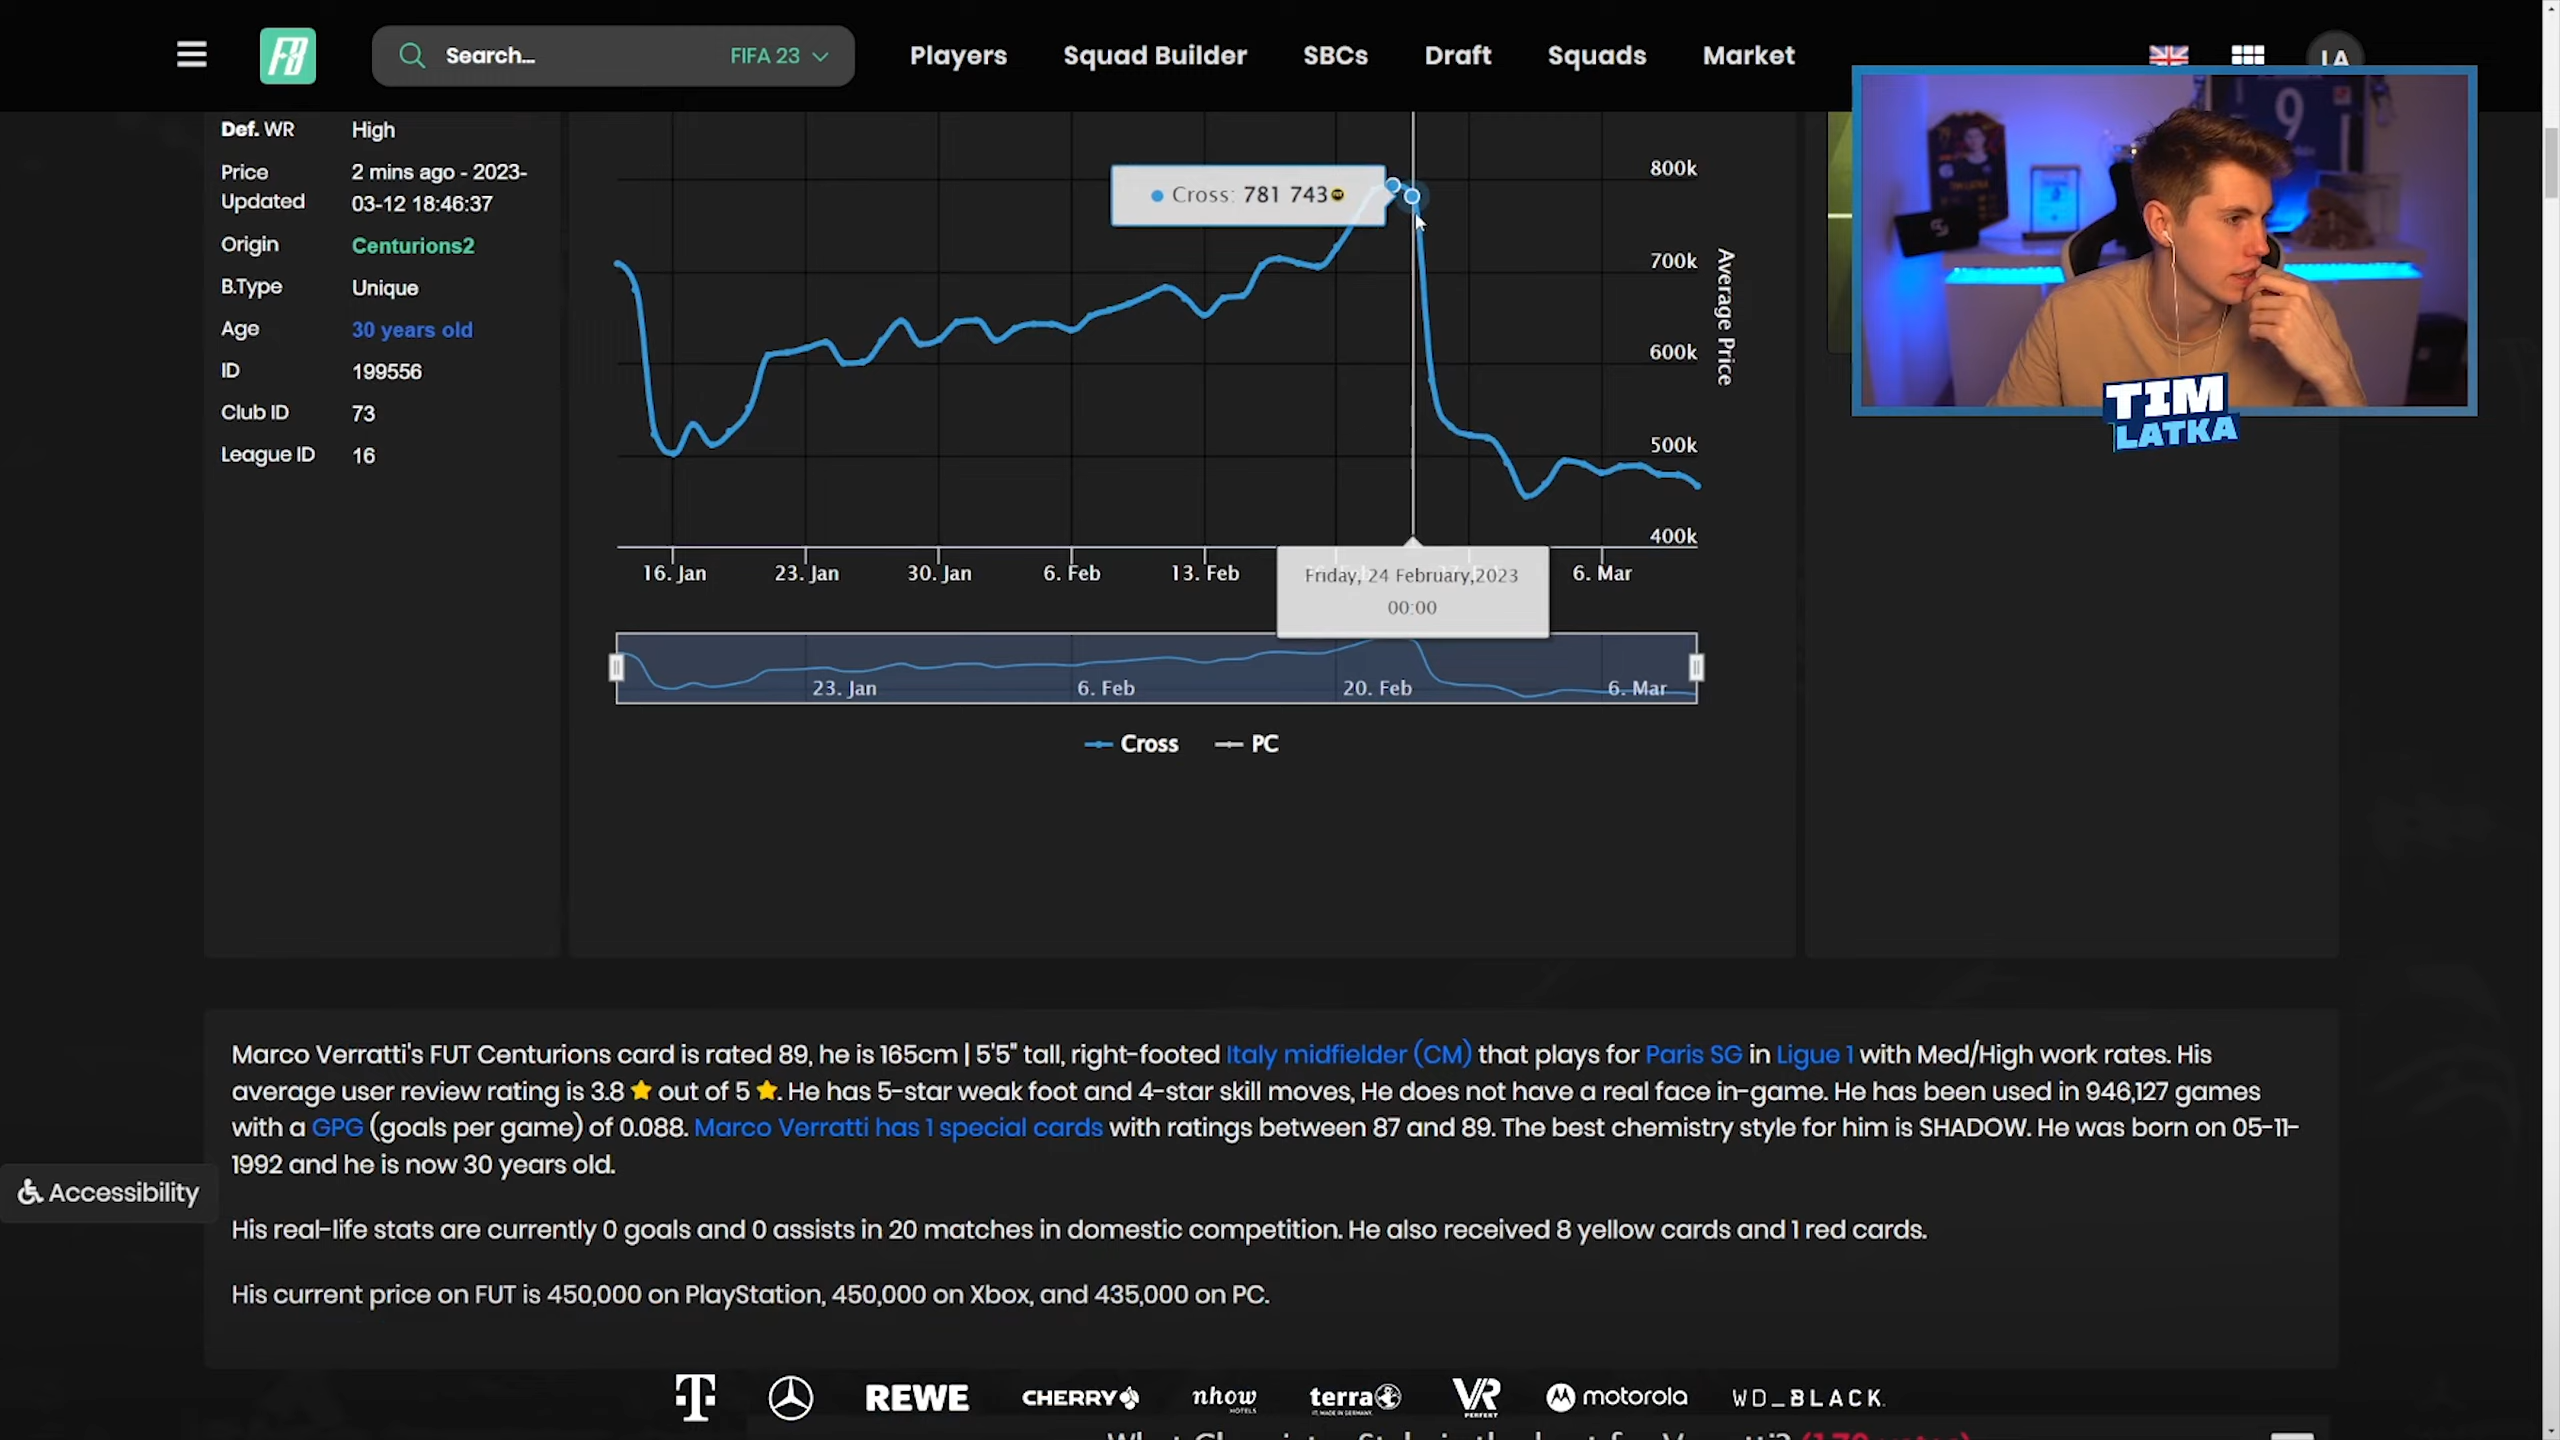 F8
Search...
FIFA 23
Players
Squad Builder
SBCs
Draft
Squads
Market
LA
9
Def. WR High
Price Updated 2 mins ago - 2023-03-12 18:46:37
Origin Centurions2
B.Type Unique
Age 30 years old
ID 199556
Club ID 73
League ID 16
Cross: 781 743
800k
700k
600k
500k
400k
Average Price
16. Jan
23. Jan
30. Jan
6. Feb
13. Feb
6. Mar
Friday, 24 February,2023
00:00
23. Jan
6. Feb
20. Feb
6. Mar
Cross
PC
TIM
LATKA
Marco Verratti's FUT Centurions card is rated 89, he is 165cm | 5'5" tall, right-footed Italy midfielder (CM) that plays for Paris SG in Ligue 1 with Med/High work rates. His
average user review rating is 3.8 out of 5 . He has 5-star weak foot and 4-star skill moves, He does not have a real face in-game. He has been used in 946,127 games
with a GPG (goals per game) of 0.088. Marco Verratti has 1 special cards with ratings between 87 and 89. The best chemistry style for him is SHADOW. He was born on 05-11-
1992 and he is now 30 years old.
Accessibility
His real-life stats are currently 0 goals and 0 assists in 20 matches in domestic competition. He also received 8 yellow cards and 1 red cards.
His current price on FUT is 450,000 on PlayStation, 450,000 on Xbox, and 435,000 on PC.
T
REWE
CHERRY
nhow
HOTELS
terra
VR
PERFEKT
motorola
WD_BLACK